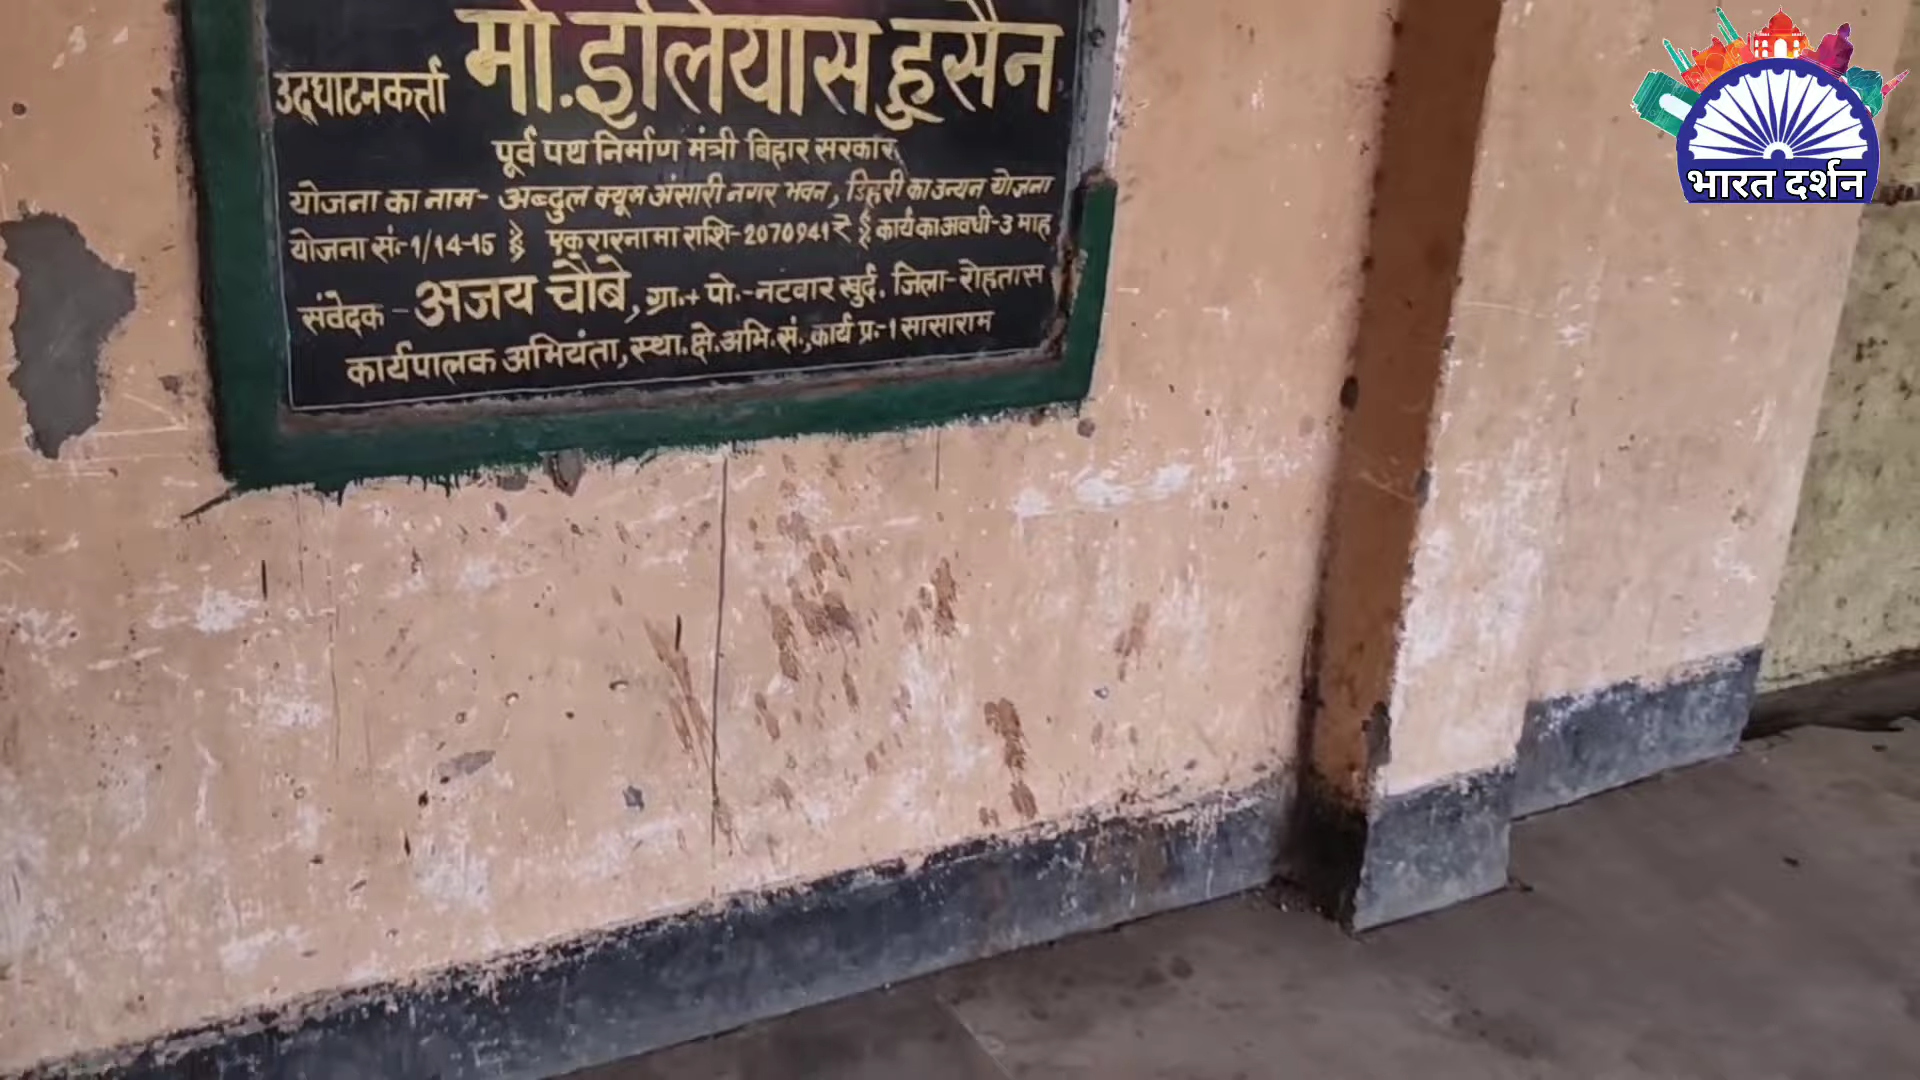 उद्घाटनकर्त्ता मो. इलियास हुसैन
पूर्व पथ निर्माण मंत्री बिहार सरकार
योजना का नाम- अब्दुल क्यूम अंसारी नगर भवन, डिहरी का उन्यन योजना
योजना सं.-1/14-15 एकरारनामा राशि-2070941 रु कार्य का अवधी-3 माह
संवेदक - अजय चौबे, ग्रा.+ पो.-नटवार खुर्द. जिला-रोहतास
कार्यपालक अभियंता, स्था.क्षे.अभि.सं., कार्य प्र.-1 सासाराम
भारत दर्शन